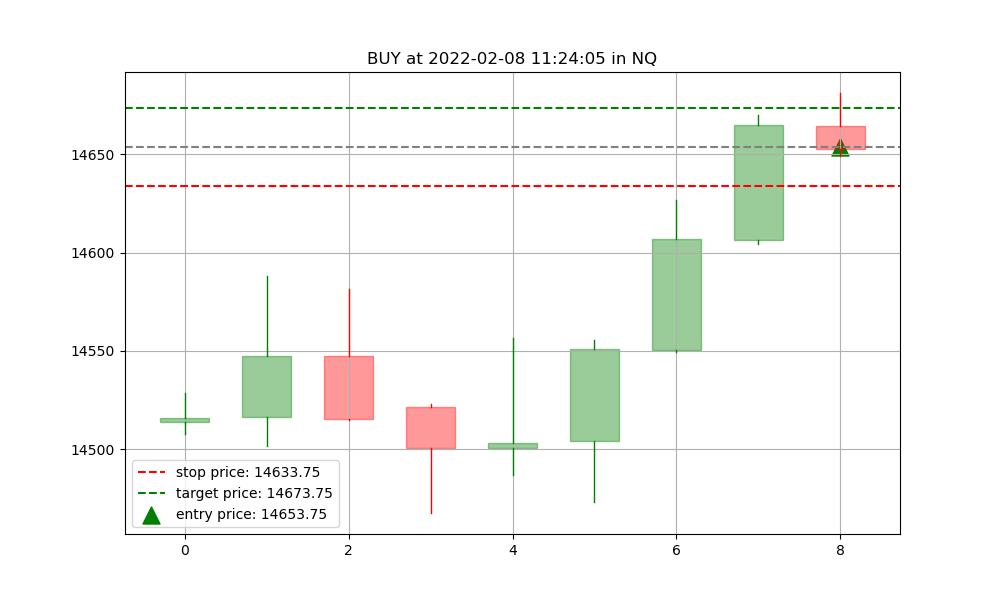 BUY at 2022-02-08 11:24:05 in NQ
14650
14600
14550
14500
stop price: 14633.75
target price: 14673.75
entry price: 14653.75
0 2 4 6 8